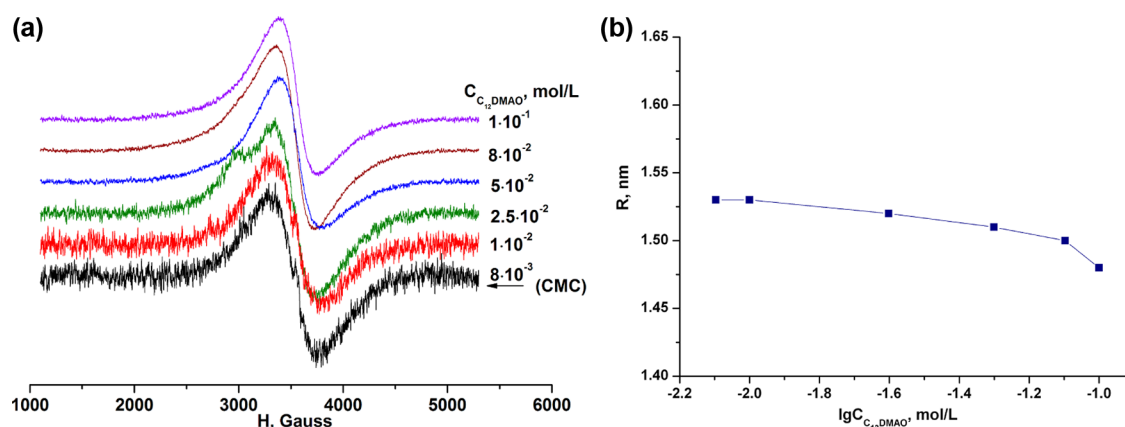 (a)
C_C₁₂DMAO, mol/L
1·10⁻¹
8·10⁻²
5·10⁻²
2.5·10⁻²
1·10⁻²
8·10⁻³
(CMC)
1000 2000 3000 4000 5000 6000
H, Gauss
(b)
R, nm
1.65
1.60
1.55
1.50
1.45
1.40
-2.2 -2.0 -1.8 -1.6 -1.4 -1.2 -1.0
lgC_C₁₂DMAO, mol/L